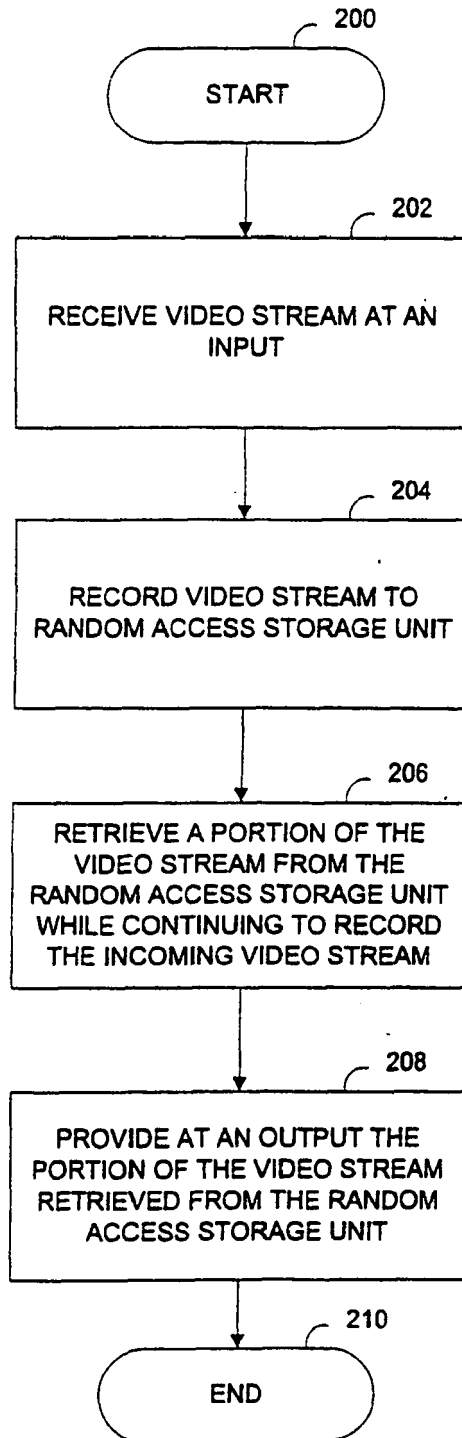 200
START
202
RECEIVE VIDEO STREAM AT AN
INPUT
204
RECORD VIDEO STREAM TO
RANDOM ACCESS STORAGE UNIT
206
RETRIEVE A PORTION OF THE
VIDEO STREAM FROM THE
RANDOM ACCESS STORAGE UNIT
WHILE CONTINUING TO RECORD
THE INCOMING VIDEO STREAM
208
PROVIDE AT AN OUTPUT THE
PORTION OF THE VIDEO STREAM
RETRIEVED FROM THE RANDOM
ACCESS STORAGE UNIT
210
END